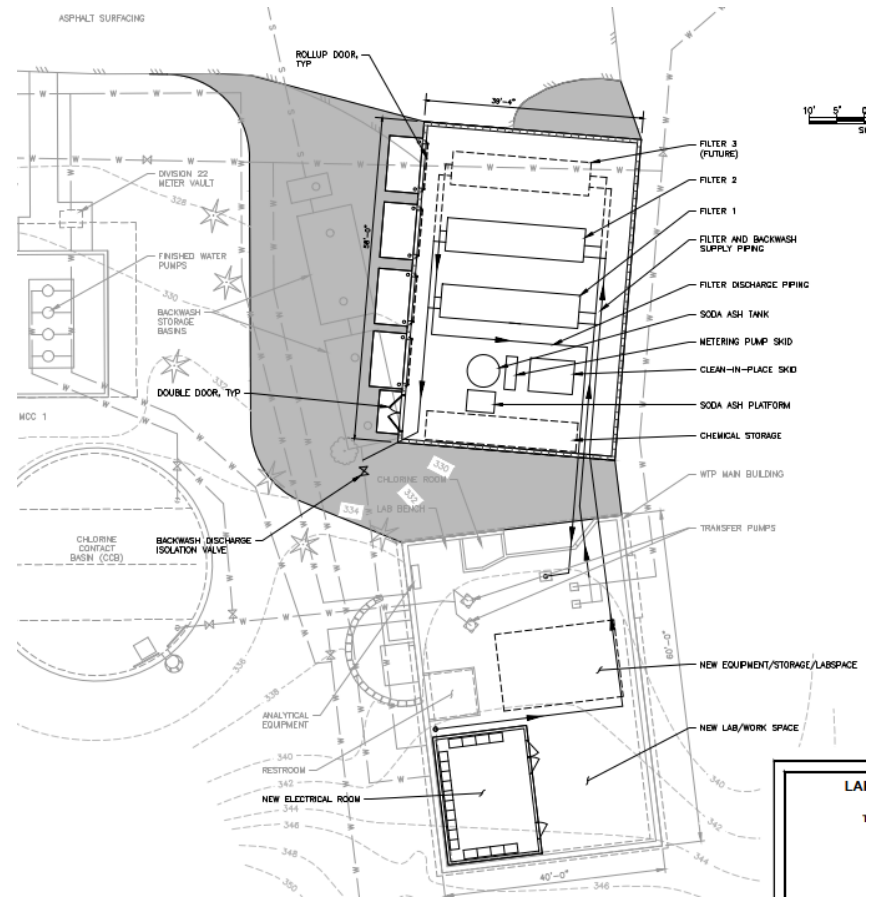 ASPHALT SURFACING
ROLLUP DOOR,
TYP
39'-4"
10'
5'
FILTER 3
(FUTURE)
DIVISION 22
METER VAULT
328
FILTER 2
FILTER 1
58'-0"
FILTER AND BACKWASH
SUPPLY PIPING
FINISHED WATER
PUMPS
330
FILTER DISCHARGE PIPING
BACKWASH
STORAGE
BASINS
SODA ASH TANK
METERING PUMP SKID
332
CLEAN-IN-PLACE SKID
DOUBLE DOOR, TYP
SODA ASH PLATFORM
MCC 1
CHEMICAL STORAGE
330
CHLORINE ROOM
WTP MAIN BUILDING
332
334
LAB BENCH
TRANSFER PUMPS
BACKWASH DISCHARGE
ISOLATION VALVE
CHLORINE
CONTACT
BASIN (CCB)
60'-0"
336
NEW EQUIPMENT/STORAGE/LABSPACE
338
ANALYTICAL
EQUIPMENT
NEW LAB/WORK SPACE
340
RESTROOM
342
340
NEW ELECTRICAL ROOM
344
342
346
344
348
350
40'-0"
346